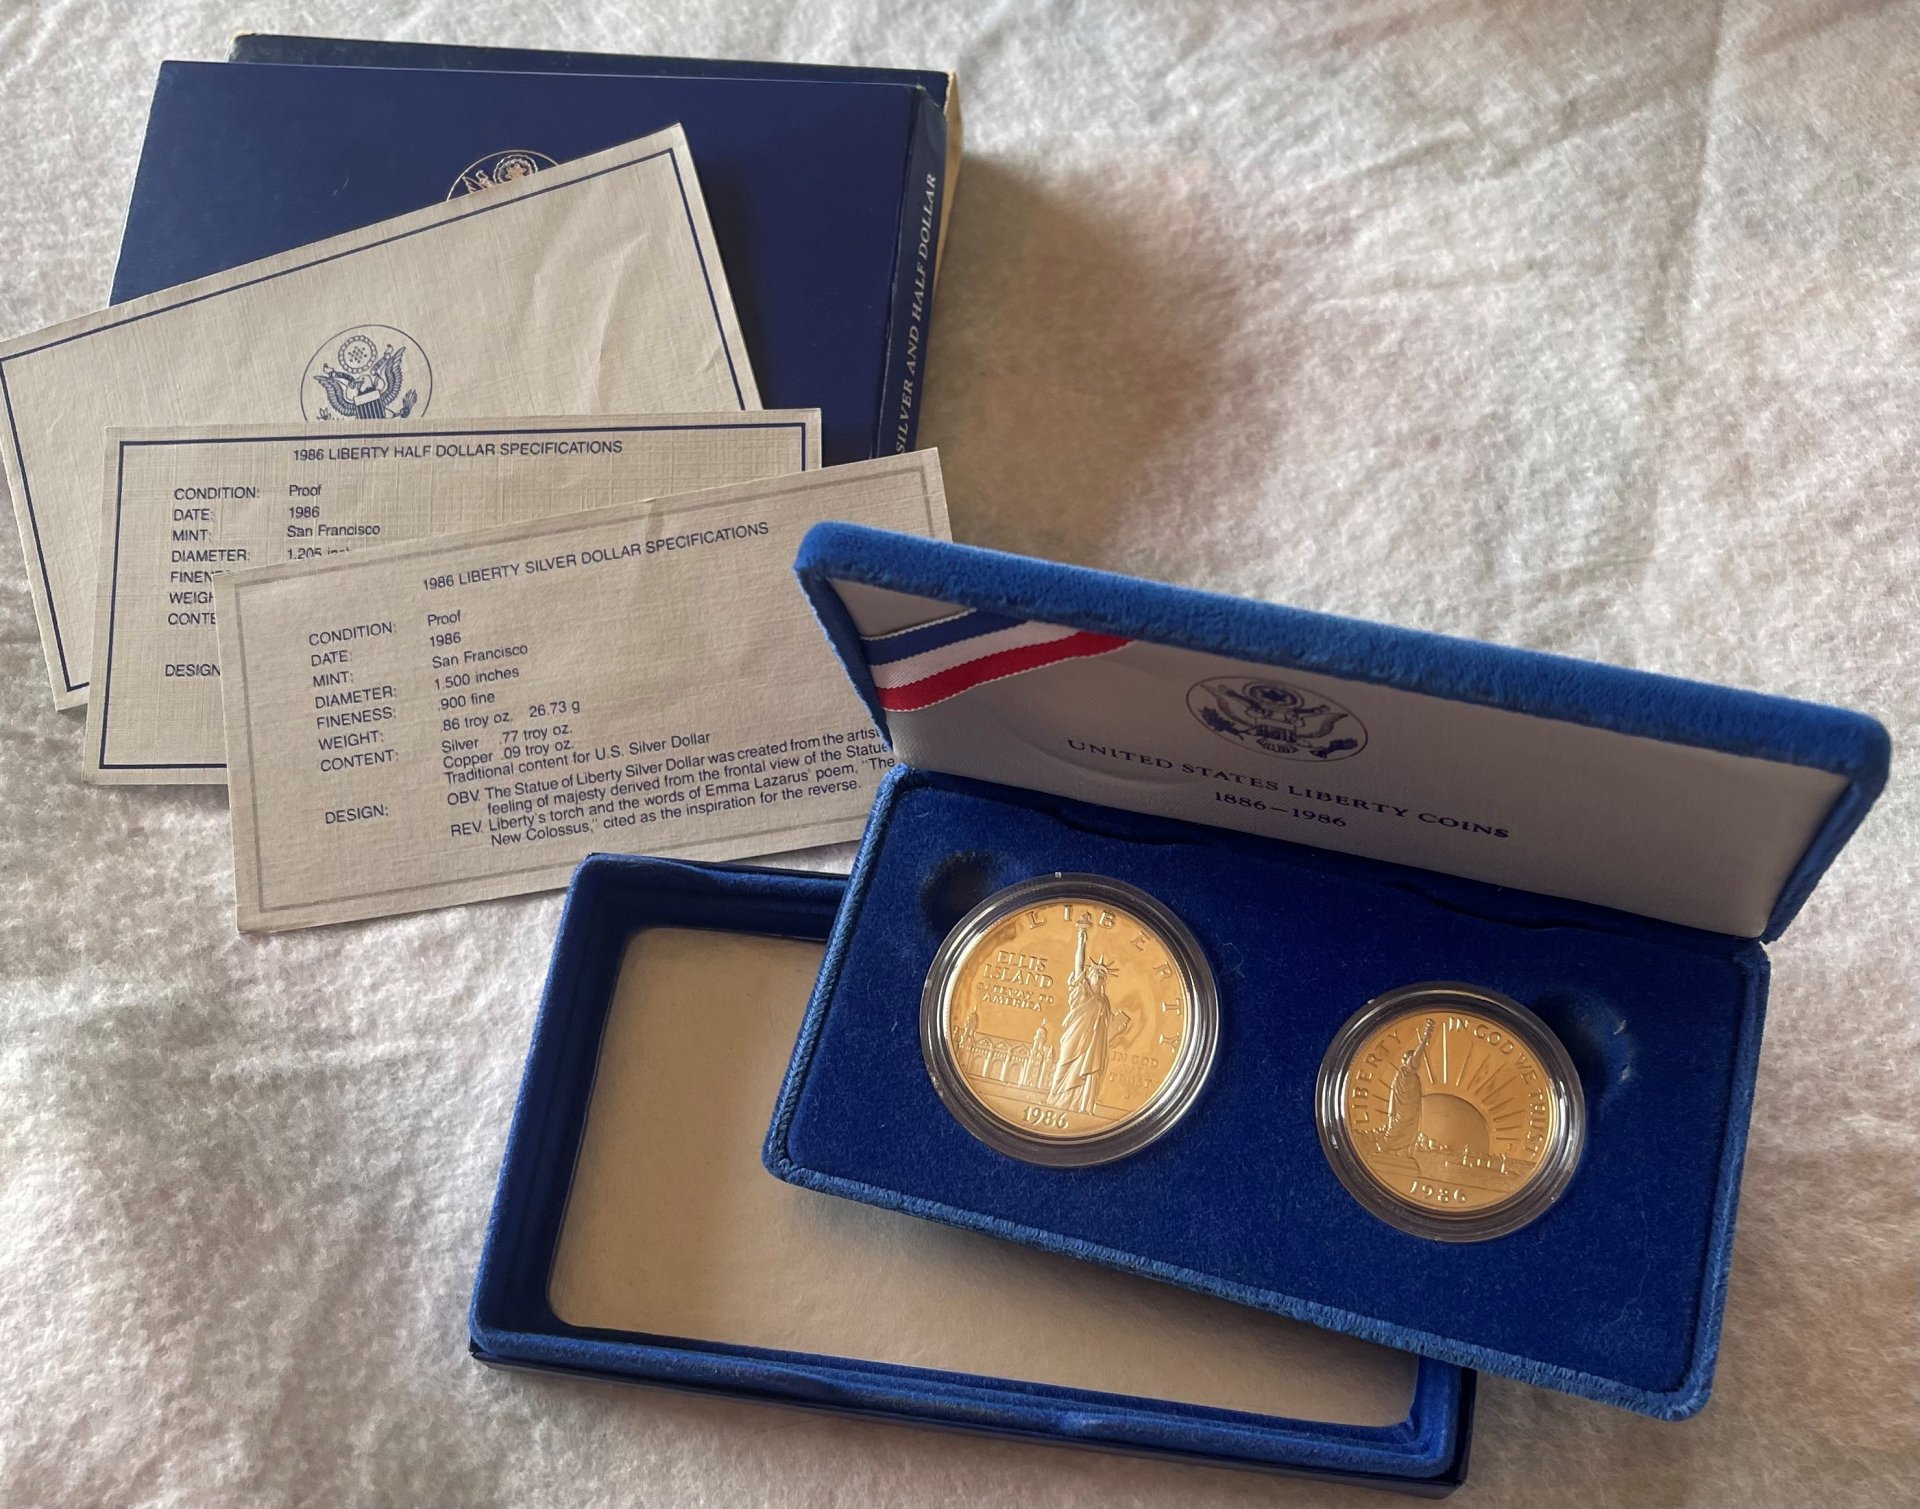 SILVER AND HALF DOLLAR
1986 LIBERTY HALF DOLLAR SPECIFICATIONS
CONDITION: Proof
DATE: 1986
MINT: San Francisco
DIAMETER: 1.205
DESIGN
1986 LIBERTY SILVER DOLLAR SPECIFICATIONS
CONDITION: Proof
DATE: 1986
MINT: San Francisco
DIAMETER: 1.500 inches
FINENESS: .900 fine
WEIGHT: .86 troy oz. 26.73 g
CONTENT: Silver .77 troy oz.
Copper .09 troy oz.
Traditional content for U.S. Silver Dollar
DESIGN: OBV. The Statue of Liberty Silver Dollar was created from the artist
feeling of majesty derived from the frontal view of the Statue
REV. Liberty's torch and the words of Emma Lazarus' poem, "The
New Colossus," cited as the inspiration for the reverse.
UNITED STATES LIBERTY COINS
1886–1986
LIBERTY
ELLIS
ISLAND
GATEWAY TO
AMERICA
IN GOD
WE
TRUST
1986
LIBERTY IN GOD WE TRUST
1986